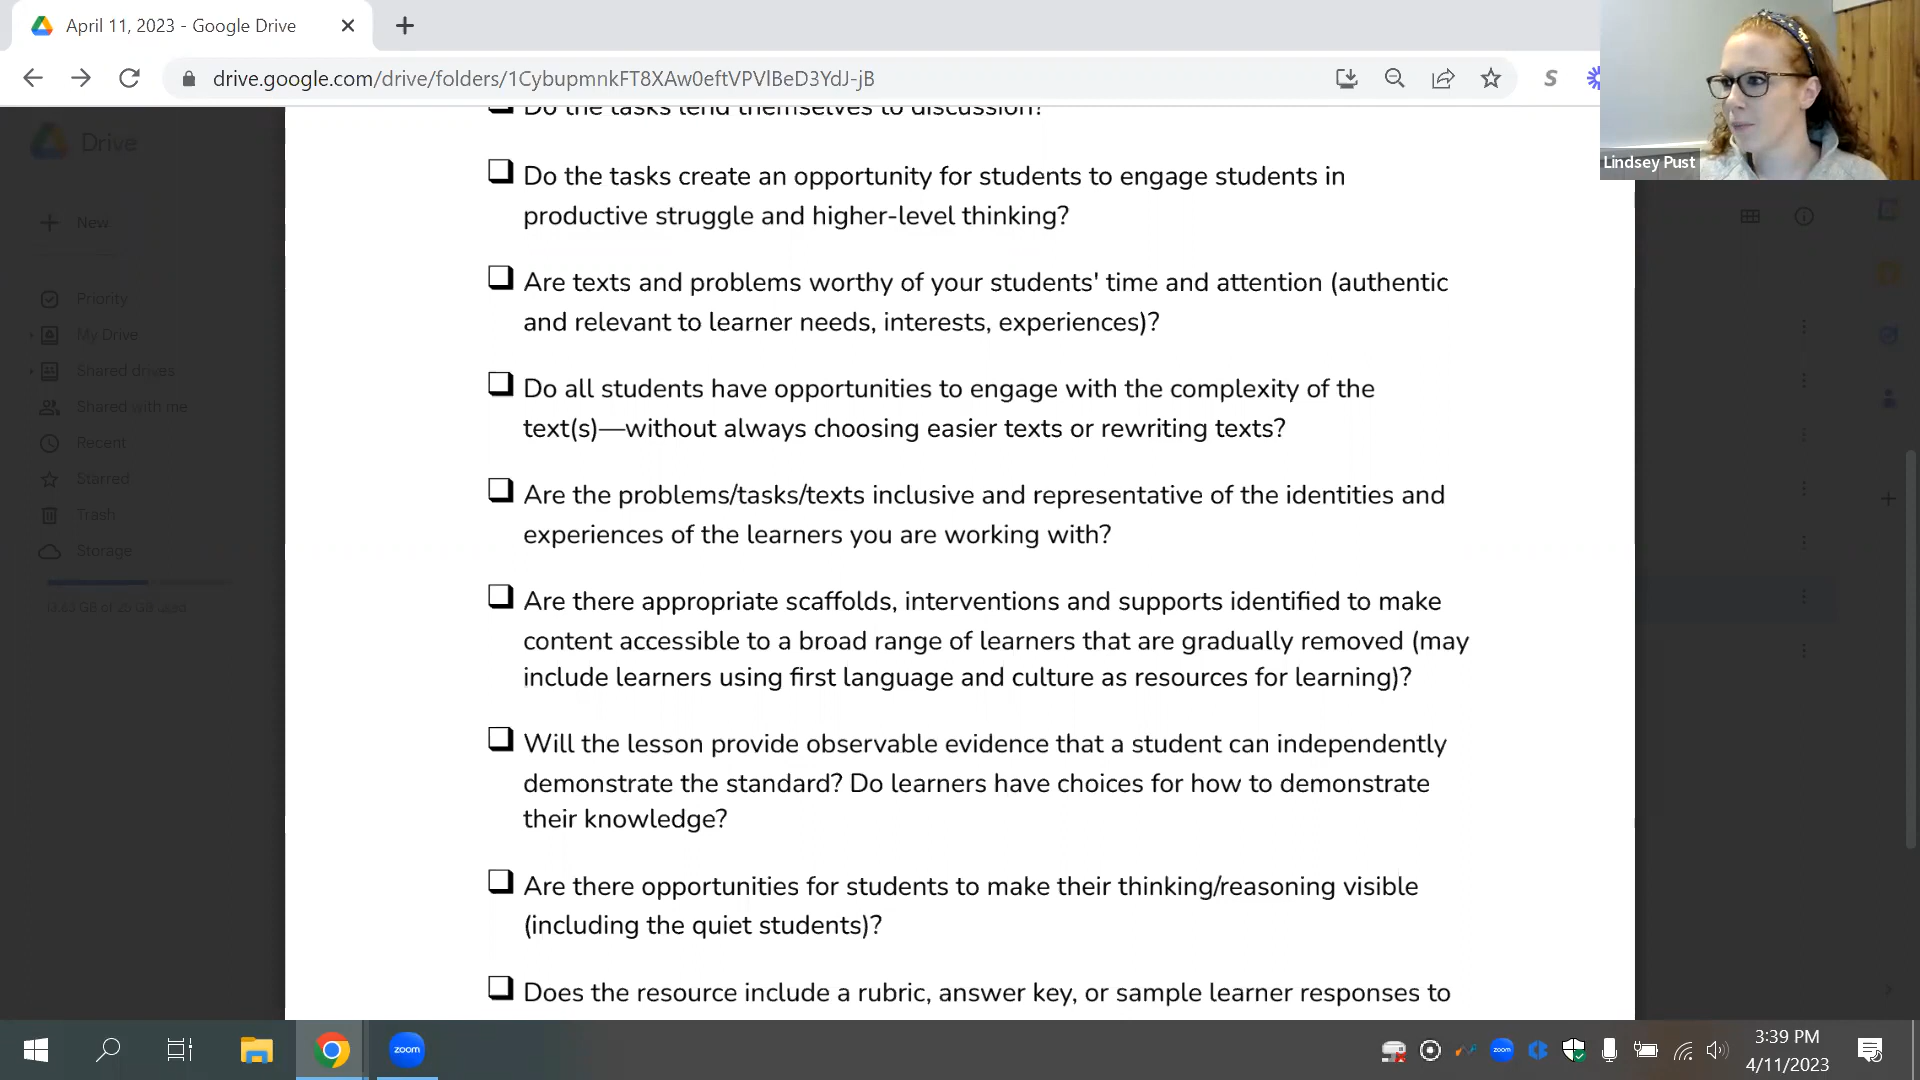 April 11, 2023 - Google Drive
drive.google.com/drive/folders/1CybupmnkFT8XAw0eftVPVlBeD3YdJ-jB
S
Lindsey Pust
Drive
New
Priority
My Drive
Shared drives
Shared with me
Recent
Starred
Trash
Storage
Do the tasks lend themselves to discussion?
Do the tasks create an opportunity for students to engage students in
productive struggle and higher-level thinking?
Are texts and problems worthy of your students' time and attention (authentic
and relevant to learner needs, interests, experiences)?
Do all students have opportunities to engage with the complexity of the
text(s)—without always choosing easier texts or rewriting texts?
Are the problems/tasks/texts inclusive and representative of the identities and
experiences of the learners you are working with?
Are there appropriate scaffolds, interventions and supports identified to make
content accessible to a broad range of learners that are gradually removed (may
include learners using first language and culture as resources for learning)?
Will the lesson provide observable evidence that a student can independently
demonstrate the standard? Do learners have choices for how to demonstrate
their knowledge?
Are there opportunities for students to make their thinking/reasoning visible
(including the quiet students)?
Does the resource include a rubric, answer key, or sample learner responses to
zoom
zoom
3:39 PM
4/11/2023